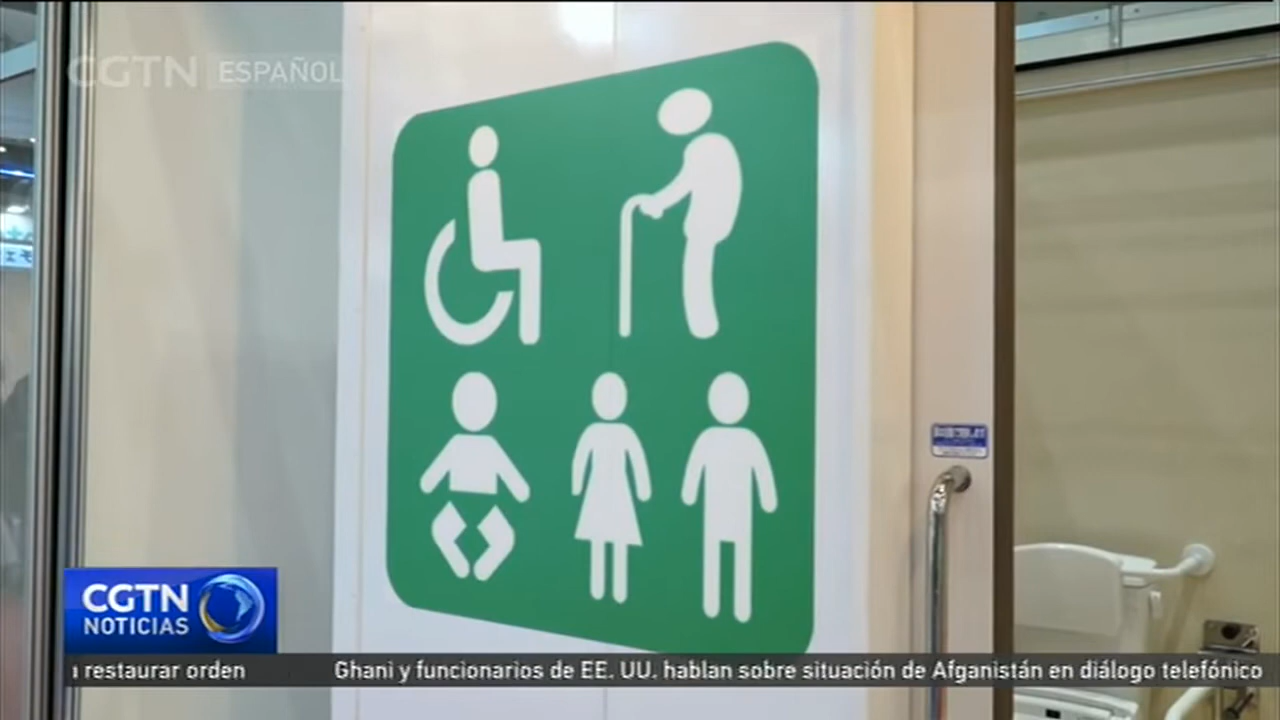 CGTN ESPAÑOL
CGTN
NOTICIAS
restaurar orden
Ghani y funcionarios de EE. UU. hablan sobre situación de Afganistán en diálogo telefónico